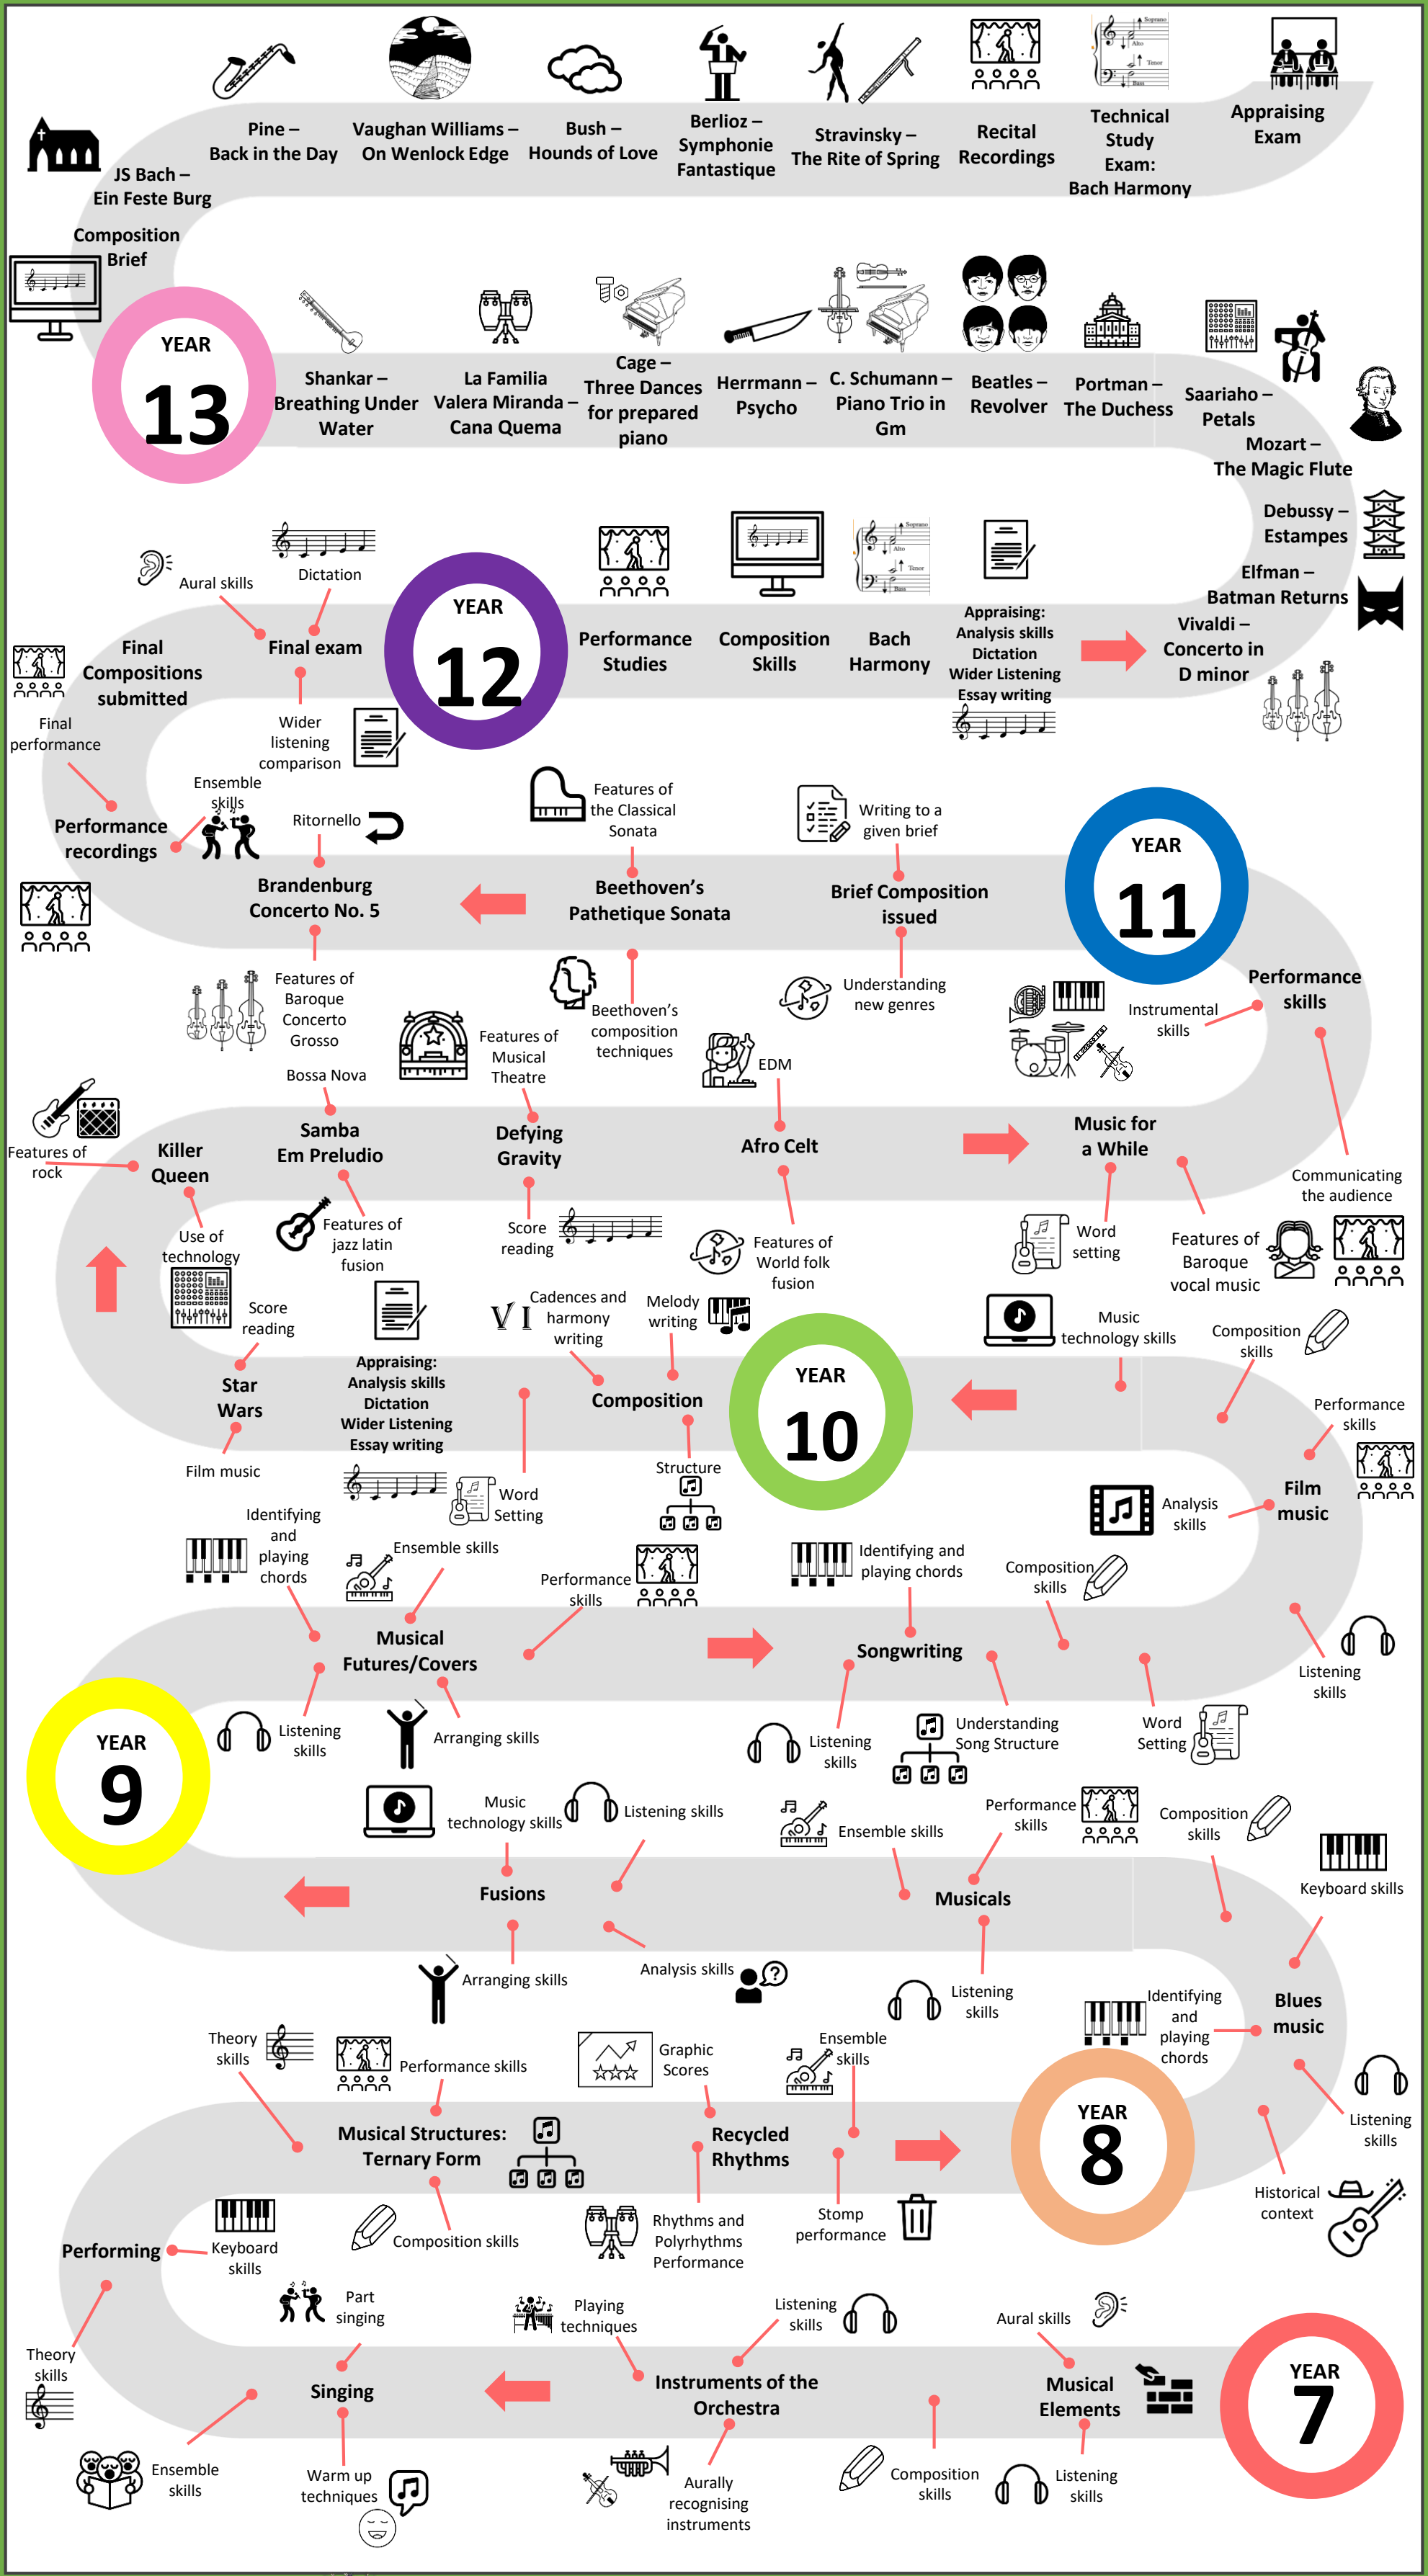 Pine –
Back in the Day
Vaughan Williams –
On Wenlock Edge
Bush –
Hounds of Love
Berlioz –
Symphonie
Fantastique
Stravinsky –
The Rite of Spring
Recital
Recordings
Soprano
Alto
Tenor
Bass
Technical
Study
Exam:
Bach Harmony
Appraising
Exam
JS Bach –
Ein Feste Burg
Composition
Brief
YEAR
13
Shankar –
Breathing Under
Water
La Familia
Valera Miranda –
Cana Quema
Cage –
Three Dances
for prepared
piano
Herrmann –
Psycho
C. Schumann –
Piano Trio in
Gm
Beatles –
Revolver
Portman –
The Duchess
Saariaho –
Petals
Mozart –
The Magic Flute
Debussy –
Estampes
Elfman –
Batman Returns
Vivaldi –
Concerto in
D minor
Aural skills
Dictation
Final exam
YEAR
12
Performance
Studies
Composition
Skills
Soprano
Alto
Tenor
Bass
Bach
Harmony
Appraising:
Analysis skills
Dictation
Wider Listening
Essay writing
Final
Compositions
submitted
Final
performance
Wider
listening
comparison
Performance
recordings
Ensemble
skills
Ritornello
Brandenburg
Concerto No. 5
Features of
the Classical
Sonata
Beethoven's
Pathetique Sonata
Writing to a
given brief
Brief Composition
issued
YEAR
11
Features of
Baroque
Concerto
Grosso
Beethoven's
composition
techniques
Understanding
new genres
Instrumental
skills
Performance
skills
Communicating
the audience
Features of
rock
Killer
Queen
Bossa Nova
Samba
Em Preludio
Features of
Musical
Theatre
Defying
Gravity
EDM
Afro Celt
Music for
a While
Use of
technology
Features of
jazz latin
fusion
Score
reading
Features of
World folk
fusion
Word
setting
Features of
Baroque
vocal music
Score
reading
Star
Wars
Film music
Appraising:
Analysis skills
Dictation
Wider Listening
Essay writing
V I
Cadences and
harmony
writing
Melody
writing
Composition
Word
Setting
Structure
YEAR
10
Music
technology skills
Composition
skills
Performance
skills
Film
music
Analysis
skills
Listening
skills
Identifying
and
playing
chords
Ensemble skills
Performance
skills
Musical
Futures/Covers
Identifying and
playing chords
Composition
skills
Songwriting
YEAR
9
Listening
skills
Arranging skills
Listening
skills
Understanding
Song Structure
Word
Setting
Music
technology skills
Listening skills
Fusions
Arranging skills
Analysis skills
Ensemble skills
Performance
skills
Musicals
Listening
skills
Composition
skills
Keyboard skills
Blues
music
Identifying
and
playing
chords
Listening
skills
Historical
context
YEAR
8
Theory
skills
Performance skills
Musical Structures:
Ternary Form
Composition skills
Graphic
Scores
Recycled
Rhythms
Ensemble
skills
Rhythms and
Polyrhythms
Performance
Stomp
performance
Performing
Keyboard
skills
Theory
skills
Part
singing
Singing
Ensemble
skills
Warm up
techniques
Playing
techniques
Listening
skills
Instruments of the
Orchestra
Aurally
recognising
instruments
Aural skills
Musical
Elements
Composition
skills
Listening
skills
YEAR
7